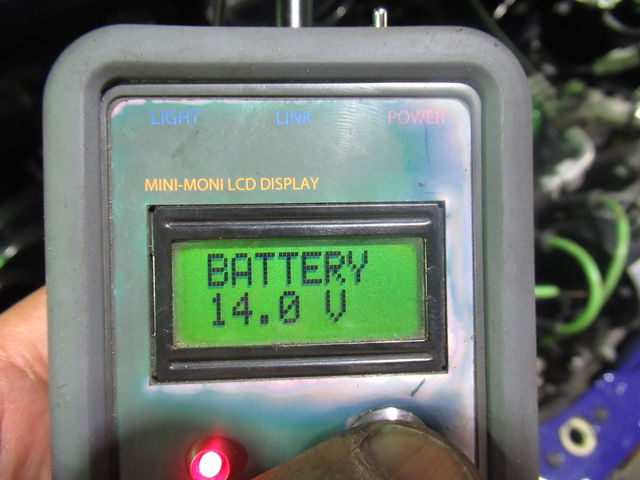 LIGHT LINK POWER
MINI-MONI LCD DISPLAY
BATTERY
14.0 V